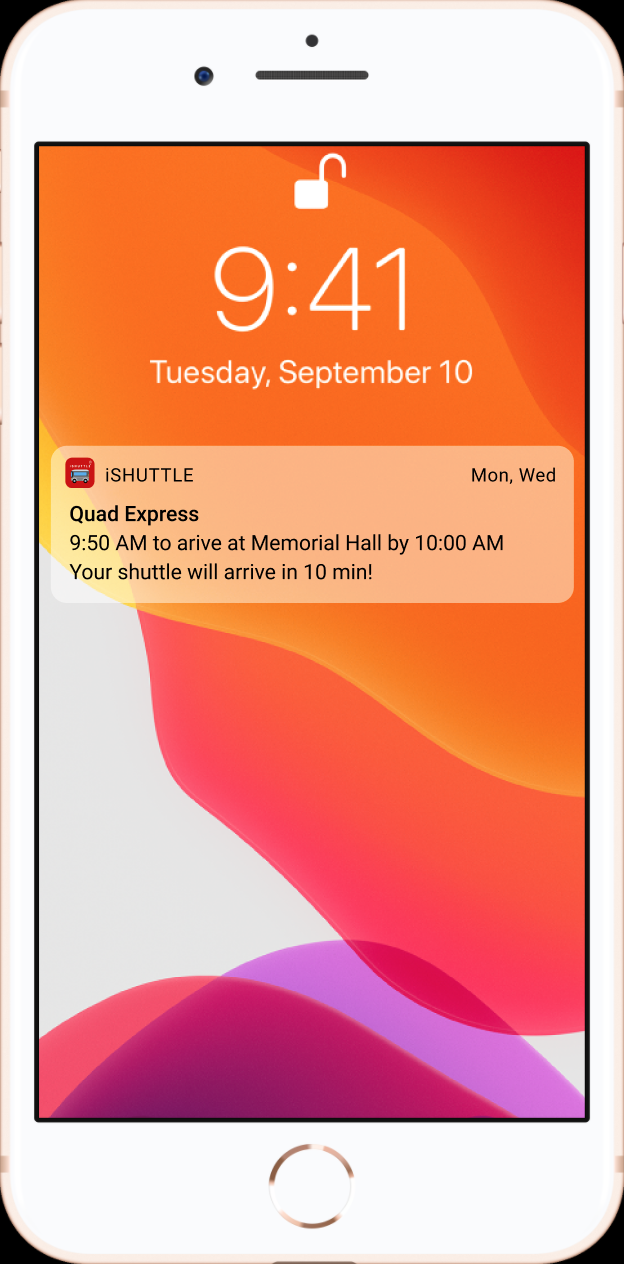 9:41
Tuesday, September 10
iSHUTTLE Mon, Wed
Quad Express
9:50 AM to arive at Memorial Hall by 10:00 AM
Your shuttle will arrive in 10 min!